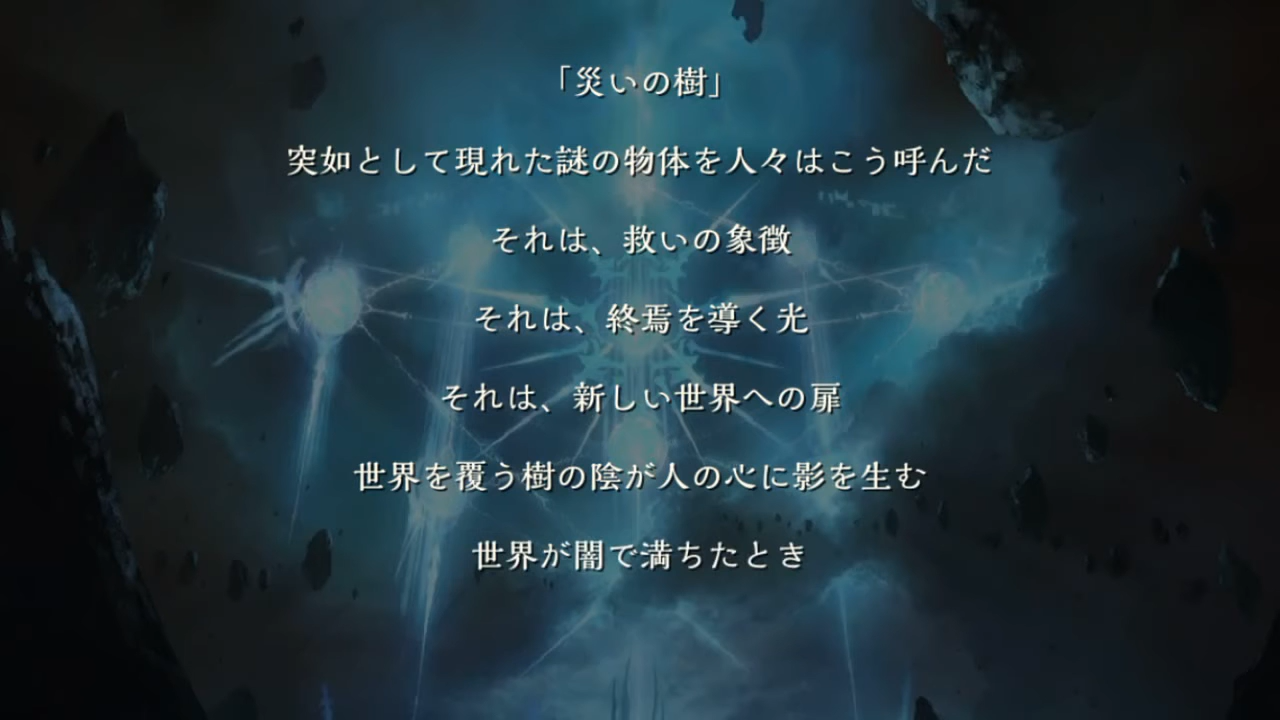 「災いの樹」
突如として現れた謎の物体を人々はこう呼んだ
それは、救いの象徴
それは、終焉を導く光
それは、新しい世界への扉
世界を覆う樹の陰が人の心に影を生む
世界が闇で満ちたとき